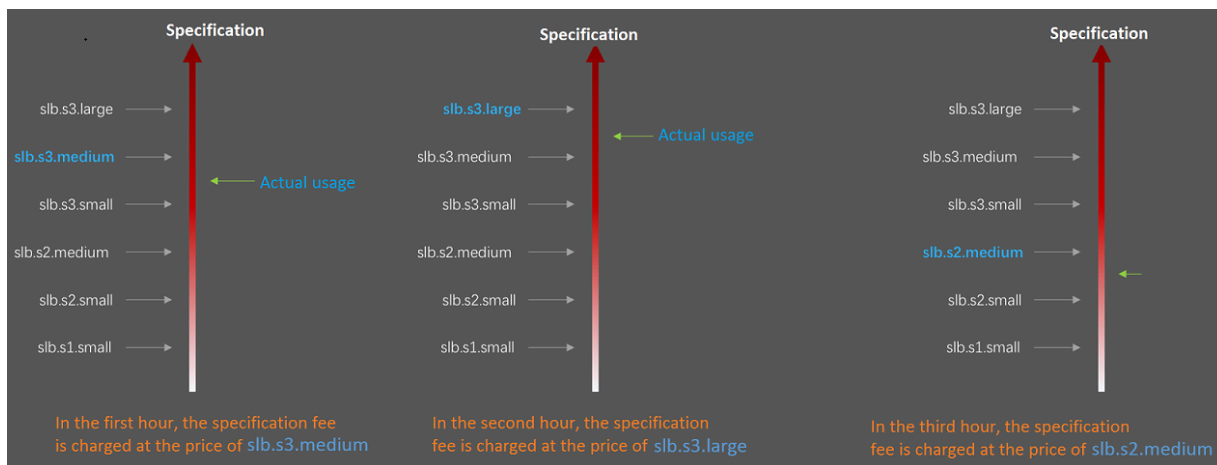 Specification
slb.s3.large
slb.s3.medium
Actual usage
slb.s3.small
slb.s2.medium
slb.s2.small
slb.s1.small
In the first hour, the specification fee
is charged at the price of slb.s3.medium
Specification
slb.s3.large
Actual usage
slb.s3.medium
slb.s3.small
slb.s2.medium
slb.s2.small
slb.s1.small
In the second hour, the specification
fee is charged at the price of slb.s3.large
Specification
slb.s3.large
slb.s3.medium
slb.s3.small
slb.s2.medium
slb.s2.small
slb.s1.small
In the third hour, the specification
fee is charged at the price of slb.s2.medium